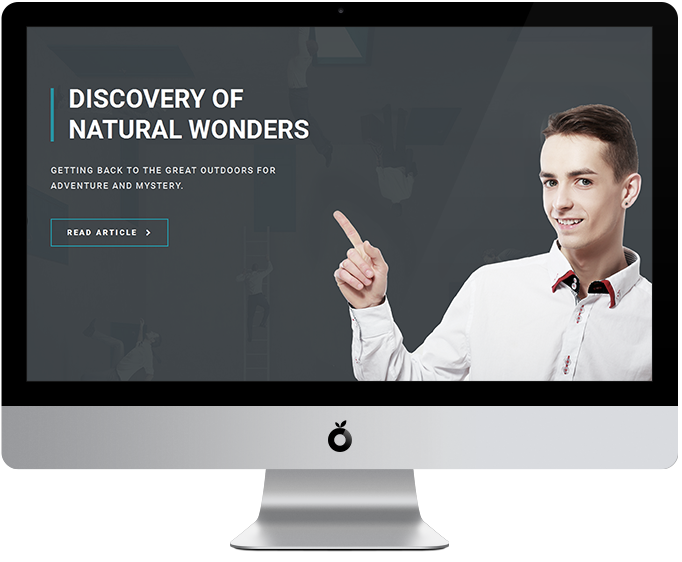 DISCOVERY OF
NATURAL WONDERS
GETTING BACK TO THE GREAT OUTDOORS FOR
ADVENTURE AND MYSTERY.
READ ARTICLE